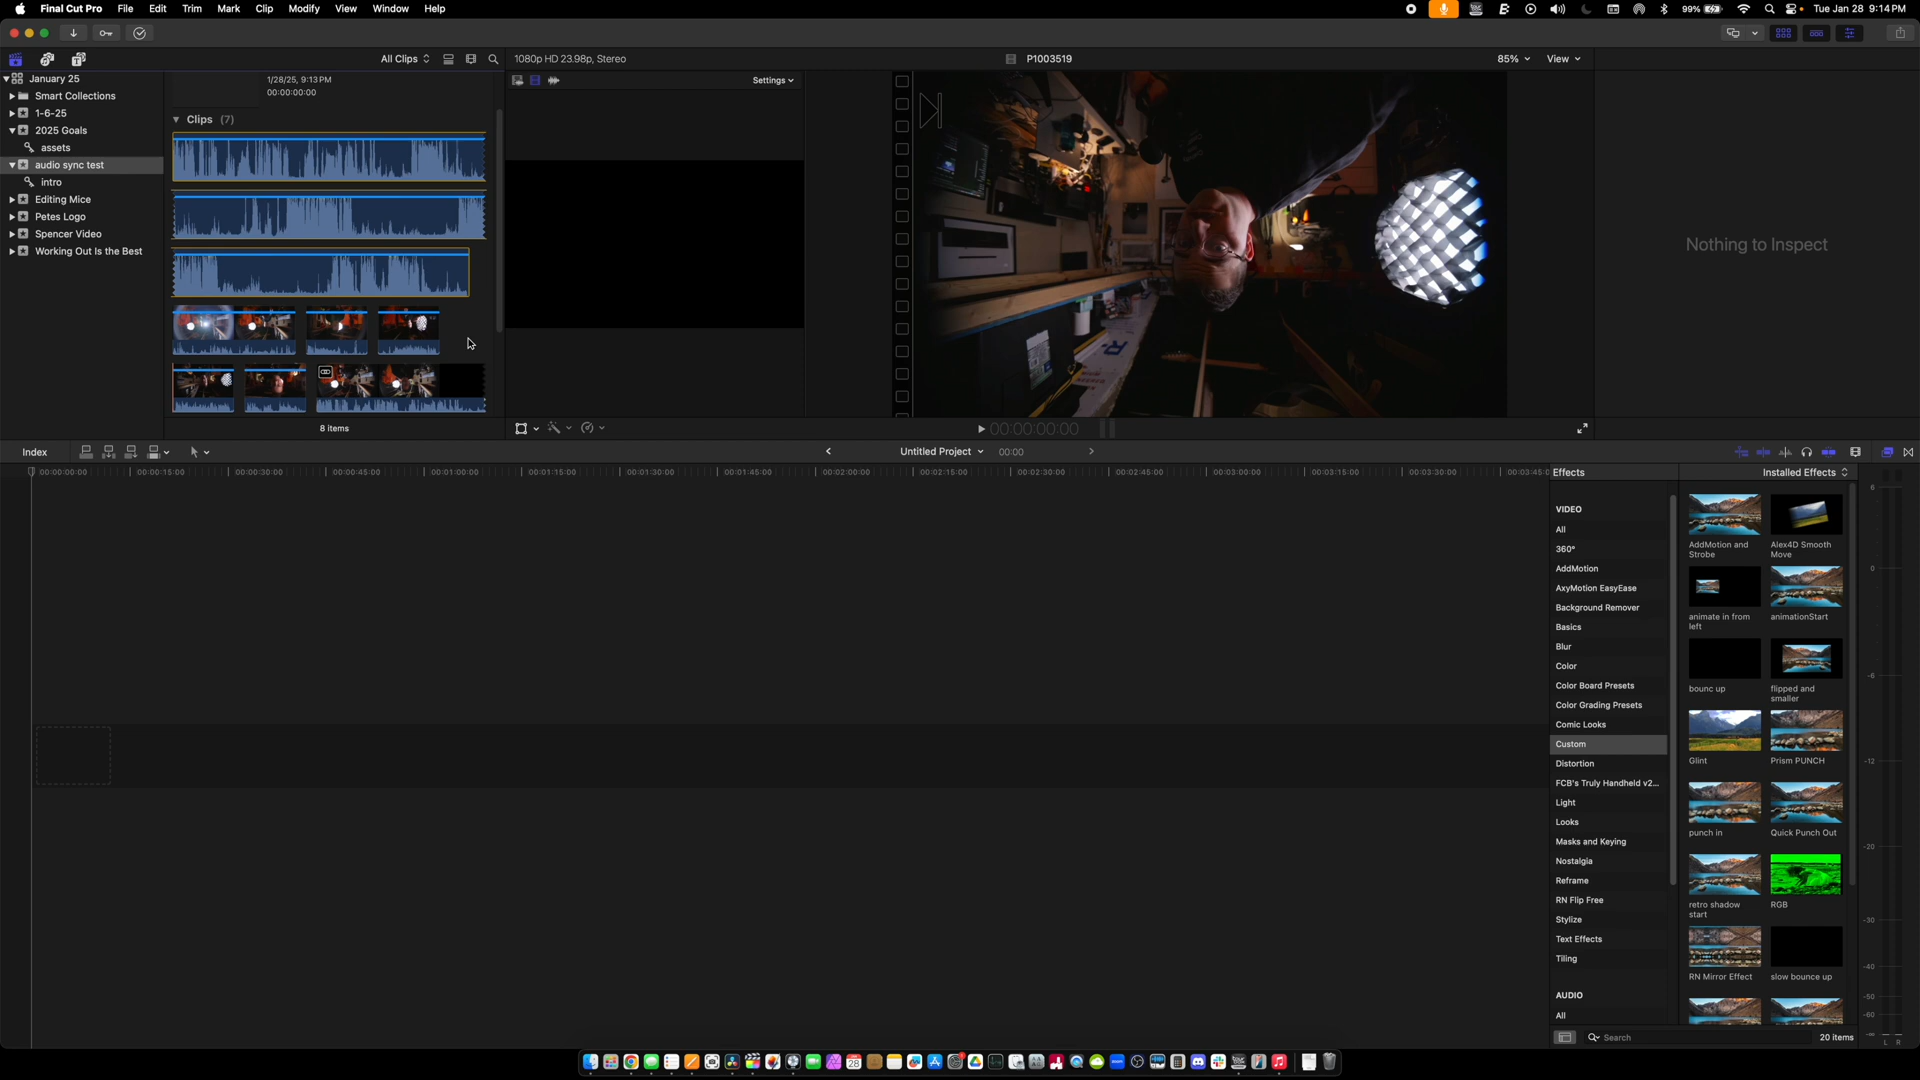 Final Cut Pro File Edit Trim Mark Clip Modify View Window Help 99% Tue Jan 28 9:14 PM
All Clips 1080p HD 23.98p, Stereo P1003519 85% View
January 25
Smart Collections
1-6-25
2025 Goals
assets
audio sync test
intro
Editing Mice
Petes Logo
Spencer Video
Working Out Is the Best
1/28/25, 9:13 PM
00:00:00:00
Clips (7)
8 items
Settings
Nothing to Inspect
00:00:00:00
Index Untitled Project 00:00
00:00:00:00 00:00:15:00 00:00:30:00 00:00:45:00 00:01:00:00 00:01:15:00 00:01:30:00 00:01:45:00 00:02:00:00 00:02:15:00 00:02:30:00 00:02:45:00 00:03:00:00 00:03:15:00 00:03:30:00 00:03:45:0
Effects Installed Effects
VIDEO
All
360°
AddMotion
AxyMotion EasyEase
Background Remover
Basics
Blur
Color
Color Board Presets
Color Grading Presets
Comic Looks
Custom
Distortion
FCB's Truly Handheld v2...
Light
Looks
Masks and Keying
Nostalgia
Reframe
RN Flip Free
Stylize
Text Effects
Tiling
AUDIO
All
AddMotion and
Strobe
Alex4D Smooth
Move
animate in from
left
animationStart
bounc up
flipped and
smaller
Glint
Prism PUNCH
punch in
Quick Punch Out
retro shadow
start
RGB
RN Mirror Effect
slow bounce up
Search 20 items
6
0
-6
-12
-20
-30
-40
-50
-60
-∞
L R